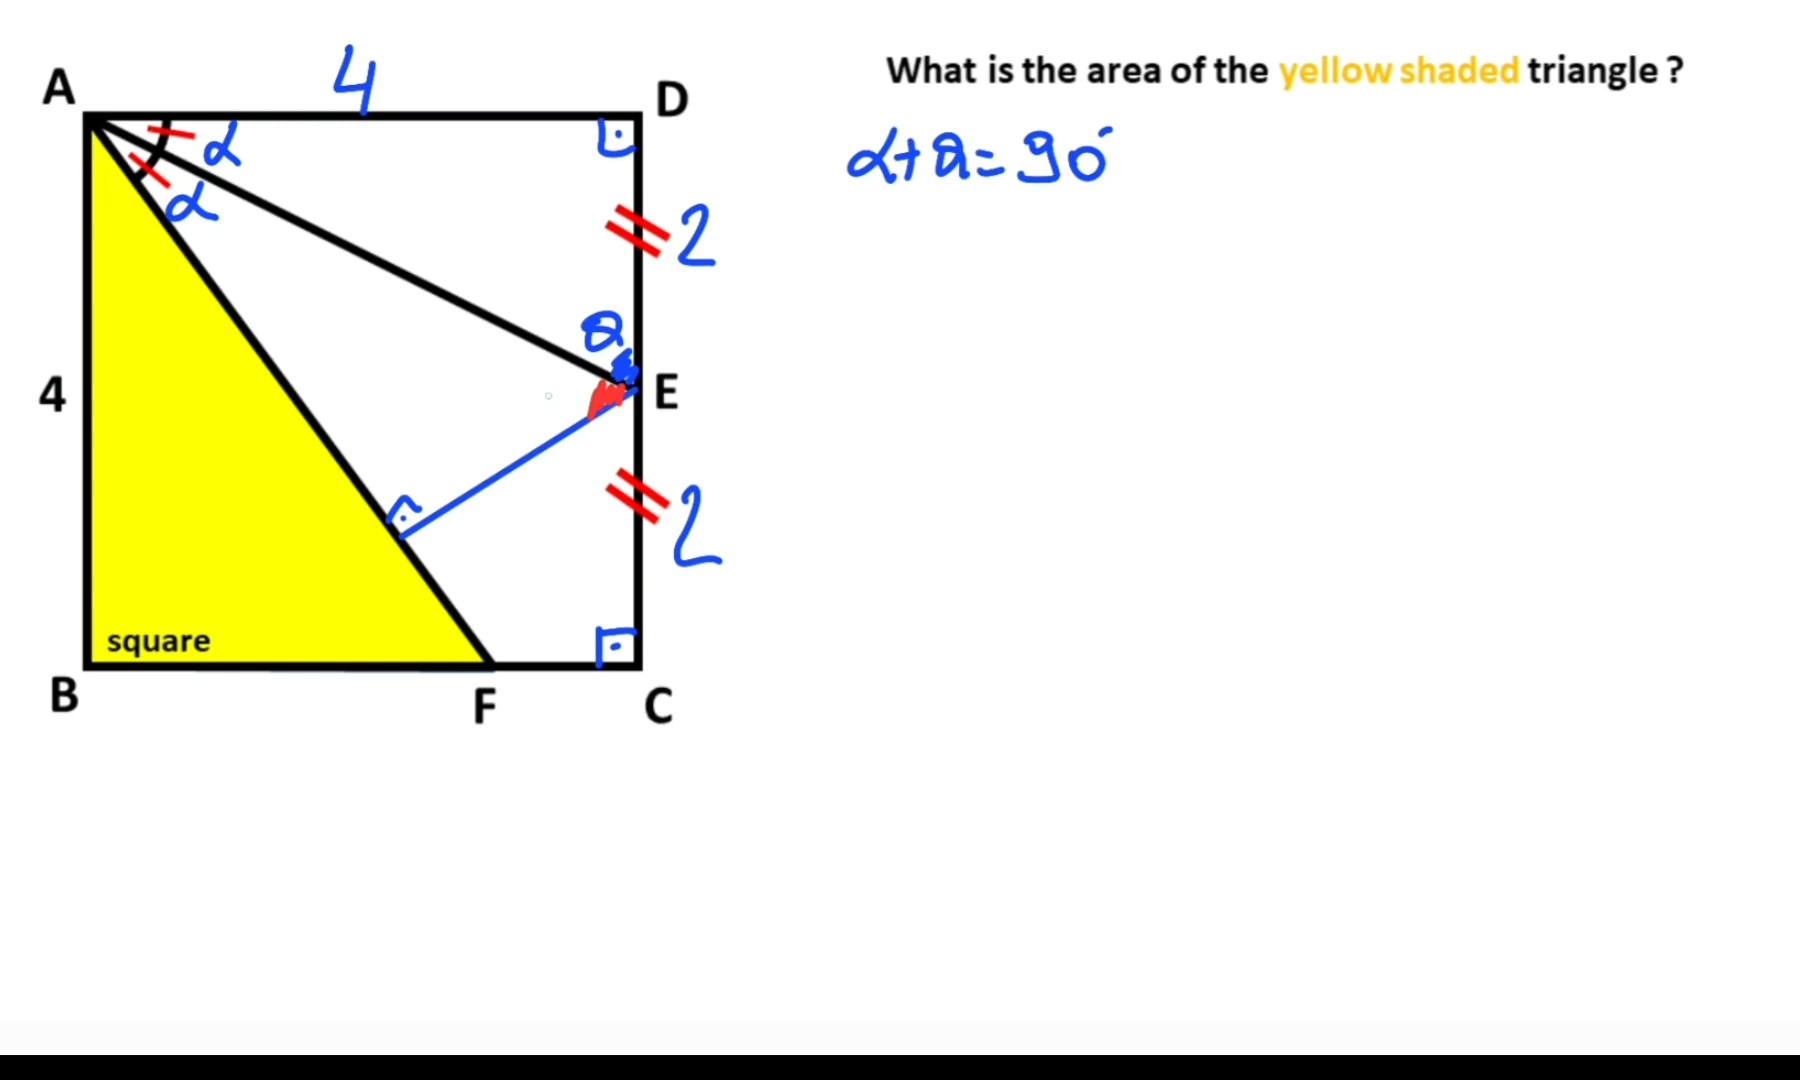 What is the area of the yellow shaded triangle ?
4
A
D
α
α
α+θ=90°
2
θ
4
E
2
square
B
F
C